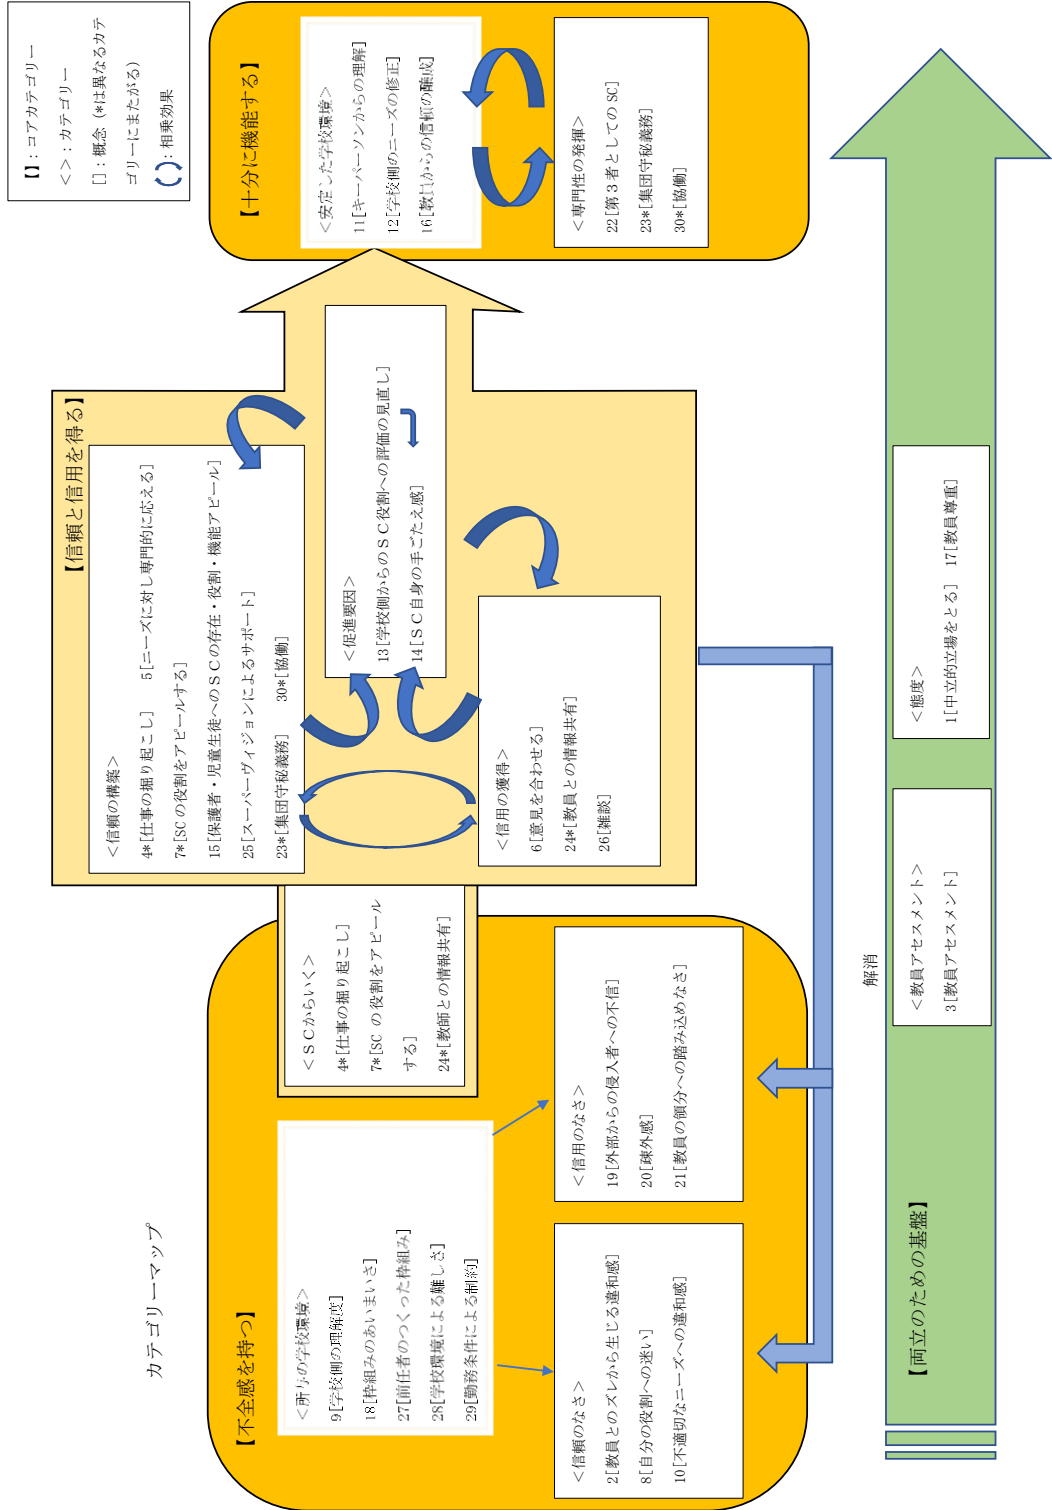 カテゴリーマップ
【】：コアカテゴリー
＜＞：カテゴリー
[]：概念（*は異なるカテ
ゴリーにまたがる）
：相乗効果
【不全感を持つ】
＜所与の学校環境＞
9[学校側の理解度]
18[枠組みのあいまいさ]
27[前任者のつくった枠組み]
28[学校環境による難しさ]
29[勤務条件による制約]
＜信頼のなさ＞
2[教員とのズレから生じる違和感]
8[自分の役割への迷い]
10[不適切なニーズへの違和感]
＜信用のなさ＞
19[外部からの侵入者への不信]
20[疎外感]
21[教員の領分への踏み込めなさ]
＜ＳＣからいく＞
4*[仕事の掘り起こし]
7*[SC の役割をアピール
する]
24*[教師との情報共有]
【信頼と信用を得る】
＜信頼の構築＞
4*[仕事の掘り起こし]　5[ニーズに対し専門的に応える]
7*[SCの役割をアピールする]
15[保護者・児童生徒へのＳＣの存在・役割・機能アピール]
25[スーパーヴィジョンによるサポート]
23*[集団守秘義務]　30*[協働]
＜促進要因＞
13[学校側からのＳＣ役割への評価の見直し]
14[ＳＣ自身の手ごたえ感]
＜信用の獲得＞
6[意見を合わせる]
24*[教員との情報共有]
26[雑談]
【十分に機能する】
＜安定した学校環境＞
11[キーパーソンからの理解]
12[学校側のニーズの修正]
16[教員からの信頼の醸成]
＜専門性の発揮＞
22[第３者としてのSC]
23*[集団守秘義務]
30*[協働]
解消
【両立のための基盤】
＜教員アセスメント＞
3[教員アセスメント]
＜態度＞
1[中立的立場をとる]　17[教員尊重]